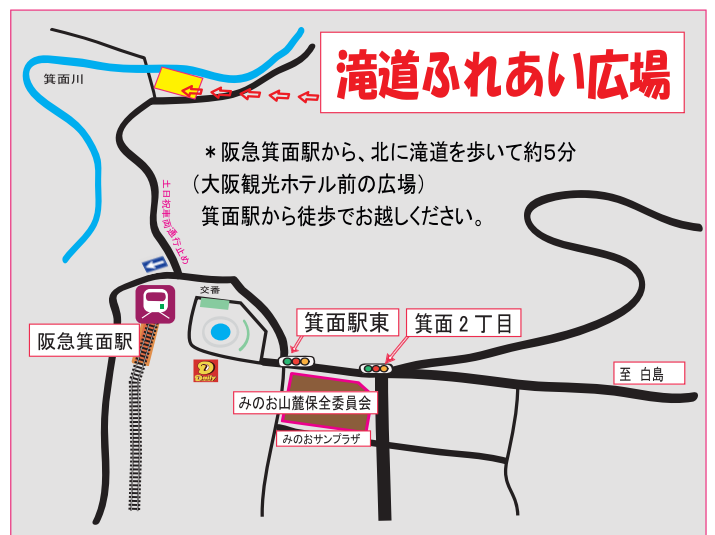 滝道ふれあい広場
箕面川
＊阪急箕面駅から、北に滝道を歩いて約５分
（大阪観光ホテル前の広場）
箕面駅から徒歩でお越しください。
土日祝車両通行止め
交番
阪急箕面駅
箕面駅東
箕面２丁目
至 白島
みのお山麓保全委員会
みのおサンプラザ